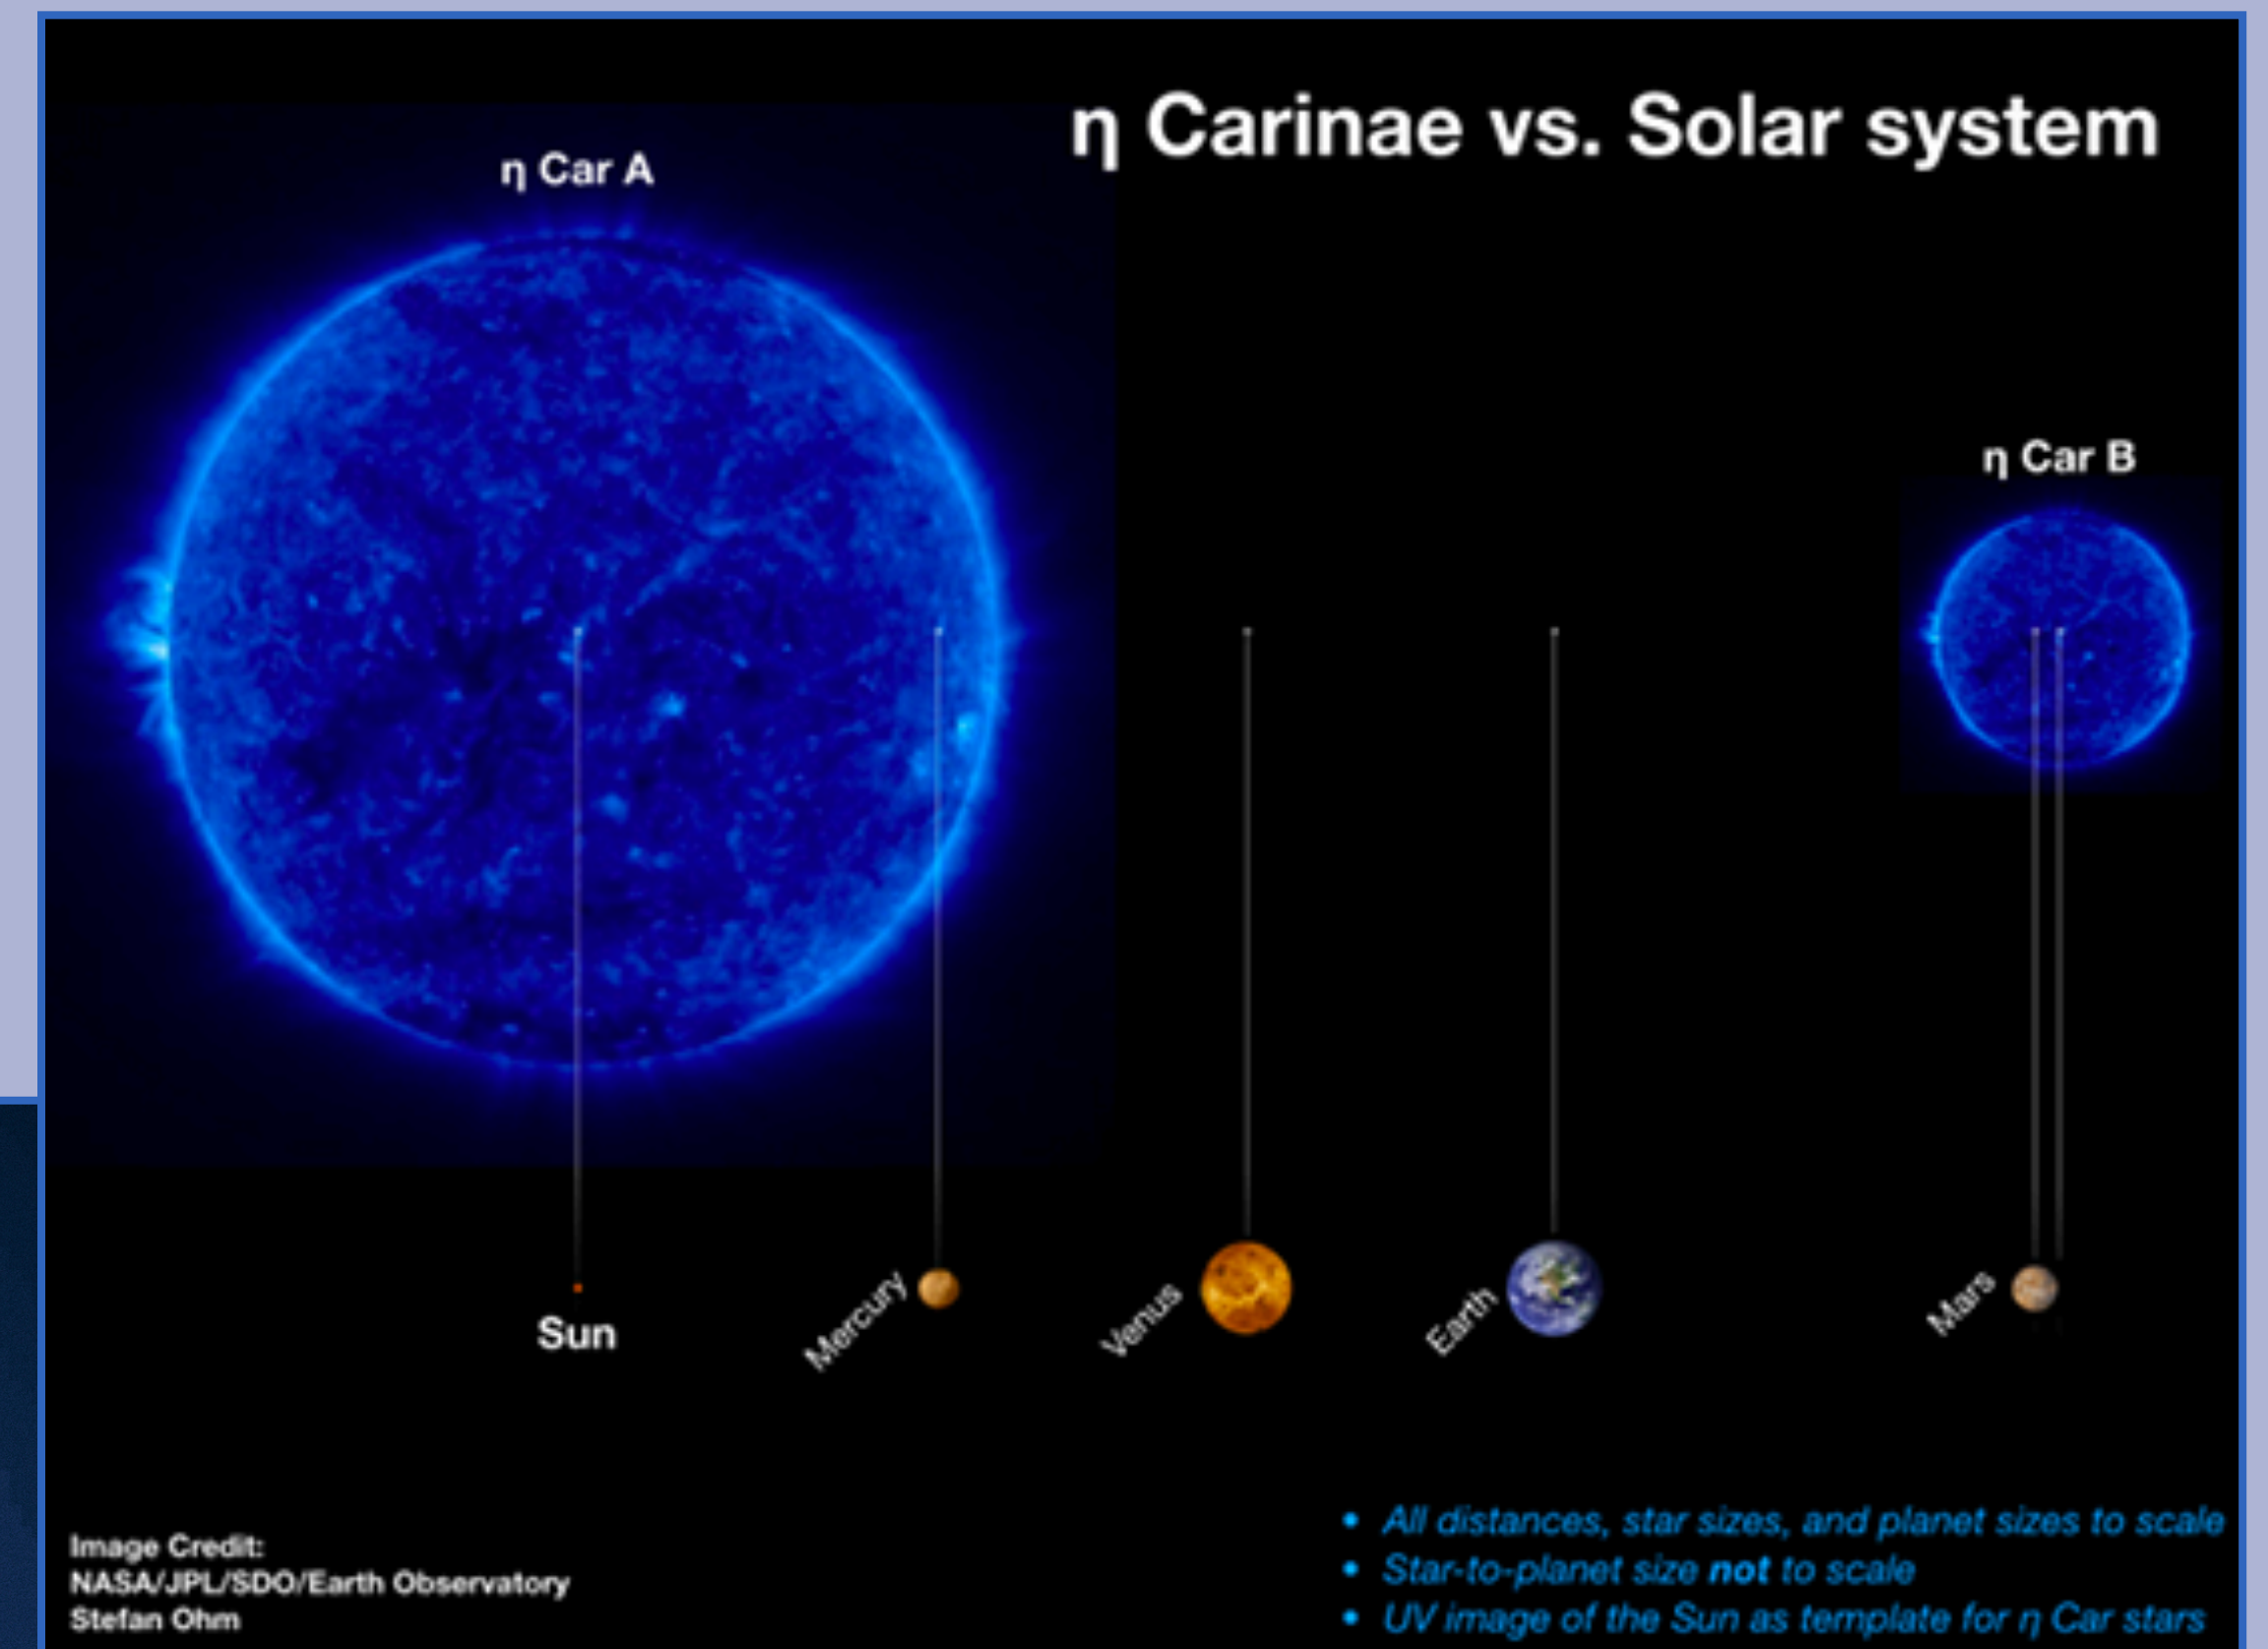 η Carinae vs. Solar system
η Car A
η Car B
Sun
Mercury
Venus
Earth
Mars
Image Credit:
NASA/JPL/SDO/Earth Observatory
Stefan Ohm
• All distances, star sizes, and planet sizes to scale
• Star-to-planet size not to scale
• UV image of the Sun as template for η Car stars